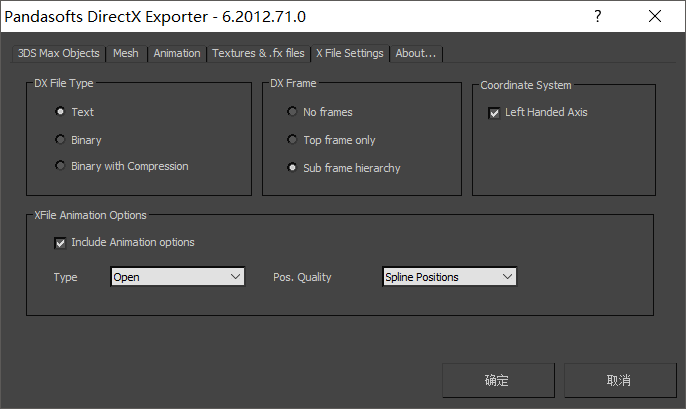 Pandasofts DirectX Exporter - 6.2012.71.0
?
3DS Max Objects Mesh Animation Textures & .fx files X File Settings About...
DX File Type DX Frame Coordinate System
Text No frames Left Handed Axis
Binary Top frame only
Binary with Compression Sub frame hierarchy
XFile Animation Options
Include Animation options
Type Open Pos. Quality Spline Positions
确定 取消